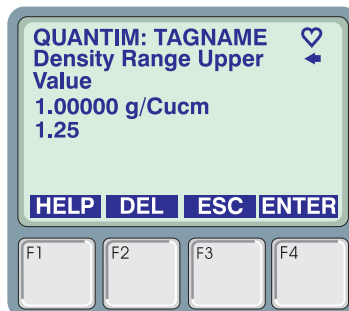 QUANTIM: TAGNAME
Density Range Upper
Value
1.00000 g/Cucm
1.25
HELP DEL ESC ENTER
F1 F2 F3 F4